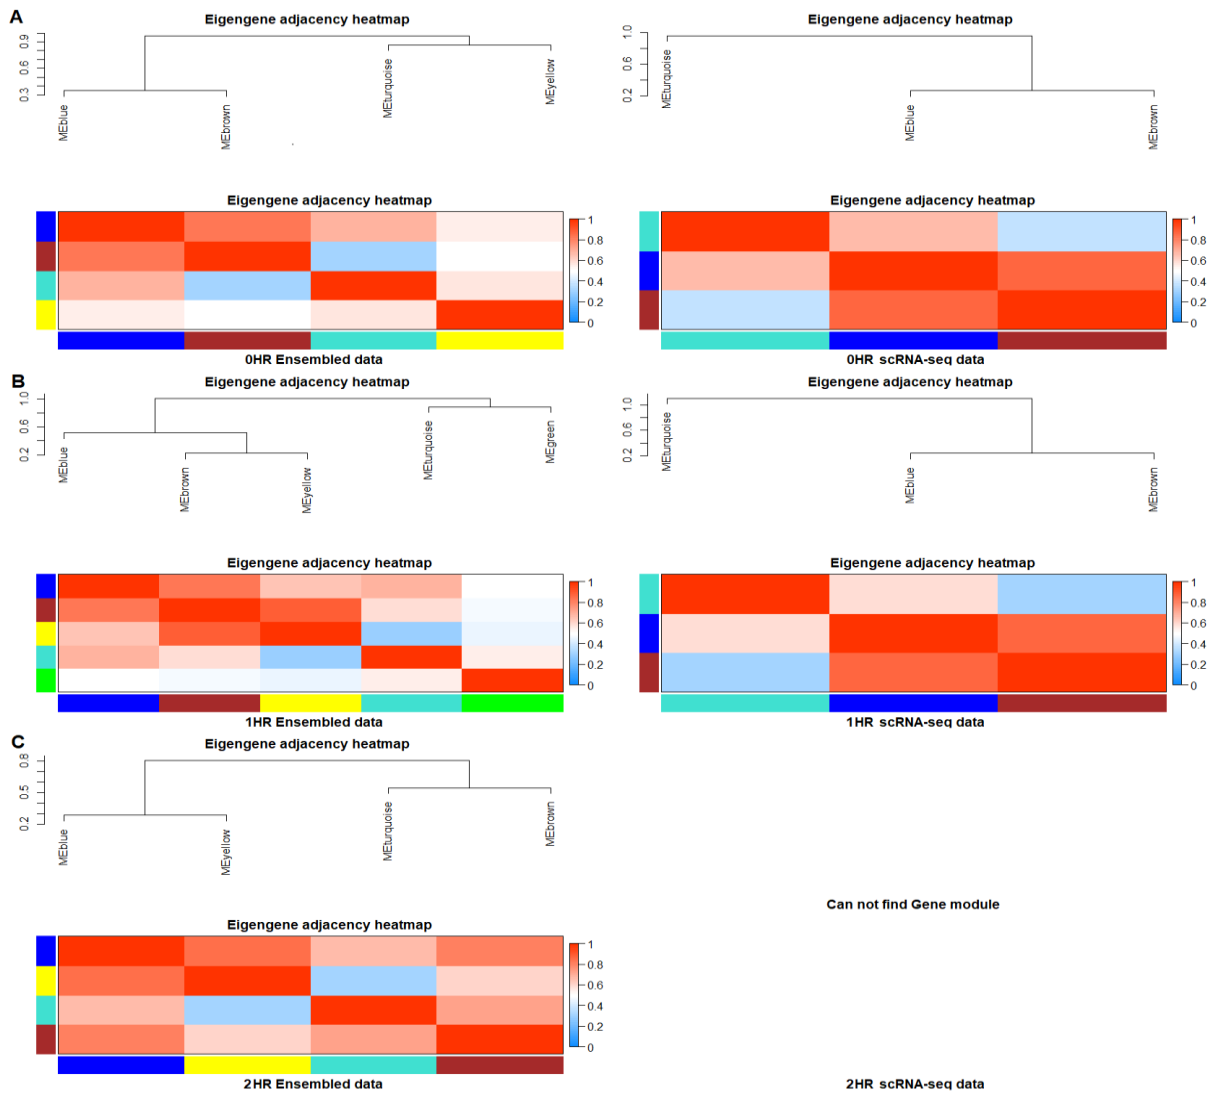 A
Eigengene adjacency heatmap
0.3 0.6 0.9
MEblue
MEbrown
MEturquoise
MEyellow
Eigengene adjacency heatmap
1
0.8
0.6
0.4
0.2
0
0HR Ensembled data
Eigengene adjacency heatmap
0.2 0.6 1.0
MEturquoise
MEblue
MEbrown
Eigengene adjacency heatmap
1
0.8
0.6
0.4
0.2
0
0HR scRNA-seq data
B
Eigengene adjacency heatmap
0.2 0.6 1.0
MEblue
MEbrown
MEyellow
MEturquoise
MEgreen
Eigengene adjacency heatmap
1
0.8
0.6
0.4
0.2
0
1HR Ensembled data
Eigengene adjacency heatmap
0.2 0.6 1.0
MEturquoise
MEblue
MEbrown
Eigengene adjacency heatmap
1
0.8
0.6
0.4
0.2
0
1HR scRNA-seq data
C
Eigengene adjacency heatmap
0.2 0.5 0.8
MEblue
MEyellow
MEturquoise
MEbrown
Eigengene adjacency heatmap
1
0.8
0.6
0.4
0.2
0
2HR Ensembled data
Can not find Gene module
2HR scRNA-seq data